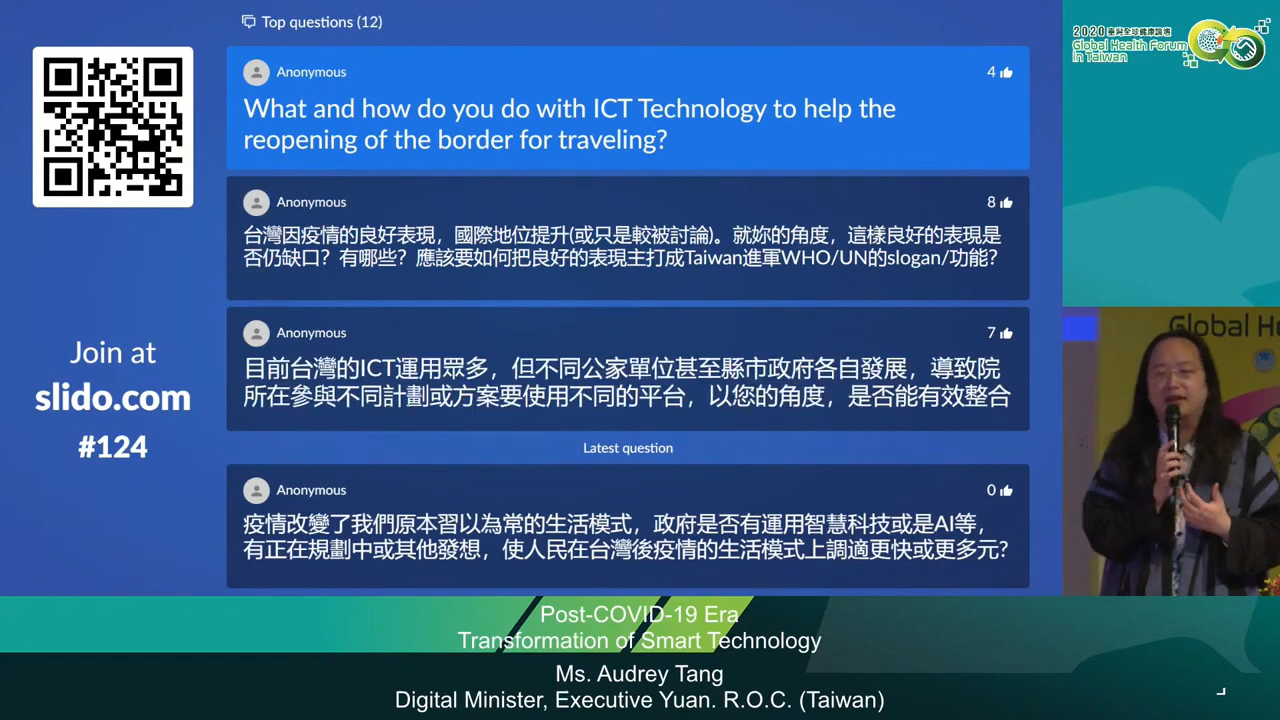 Top questions (12)
Anonymous
4
What and how do you do with ICT Technology to help the
reopening of the border for traveling?
Anonymous
8
台灣因疫情的良好表現，國際地位提升(或只是較被討論)。就妳的角度，這樣良好的表現是
否仍缺口？有哪些？應該要如何把良好的表現主打成Taiwan進軍WHO/UN的slogan/功能？
Anonymous
7
目前台灣的ICT運用眾多，但不同公家單位甚至縣市政府各自發展，導致院
所在參與不同計劃或方案要使用不同的平台，以您的角度，是否能有效整合
Latest question
Anonymous
0
疫情改變了我們原本習以為常的生活模式，政府是否有運用智慧科技或是AI等，
有正在規劃中或其他發想，使人民在台灣後疫情的生活模式上調適更快或更多元?
Join at
slido.com
#124
2020臺灣全球健康論壇
Global Health Forum
in Taiwan
Global He
Post-COVID-19 Era
Transformation of Smart Technology
Ms. Audrey Tang
Digital Minister, Executive Yuan. R.O.C. (Taiwan)